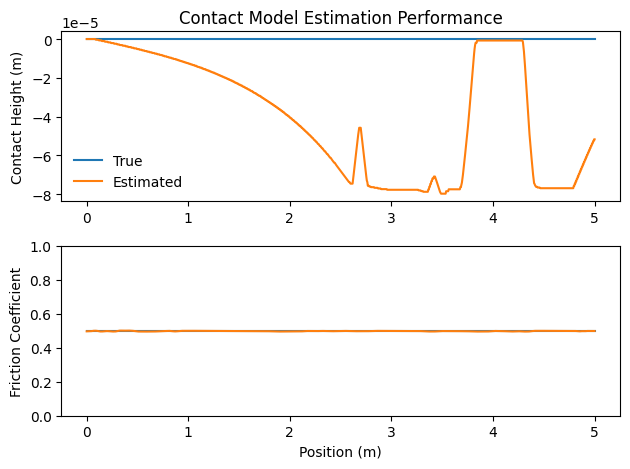 Contact Model Estimation Performance
1e−5
Contact Height (m)
0
−2
−4
−6
−8
True
Estimated
0 1 2 3 4 5
Friction Coefficient
1.0
0.8
0.6
0.4
0.2
0.0
0 1 2 3 4 5
Position (m)